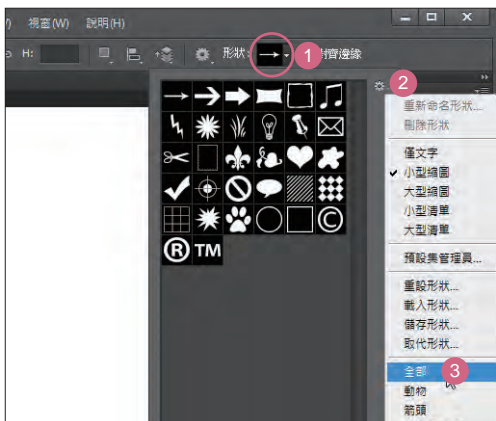 視窗(W) 說明(H)
H: 形狀: 1 齊邊緣
2
重新命名形狀...
刪除形狀
僅文字
小型縮圖
大型縮圖
小型清單
大型清單
預設集管理員...
重設形狀...
載入形狀...
儲存形狀...
取代形狀...
全部 3
動物
箭頭
© 
® TM